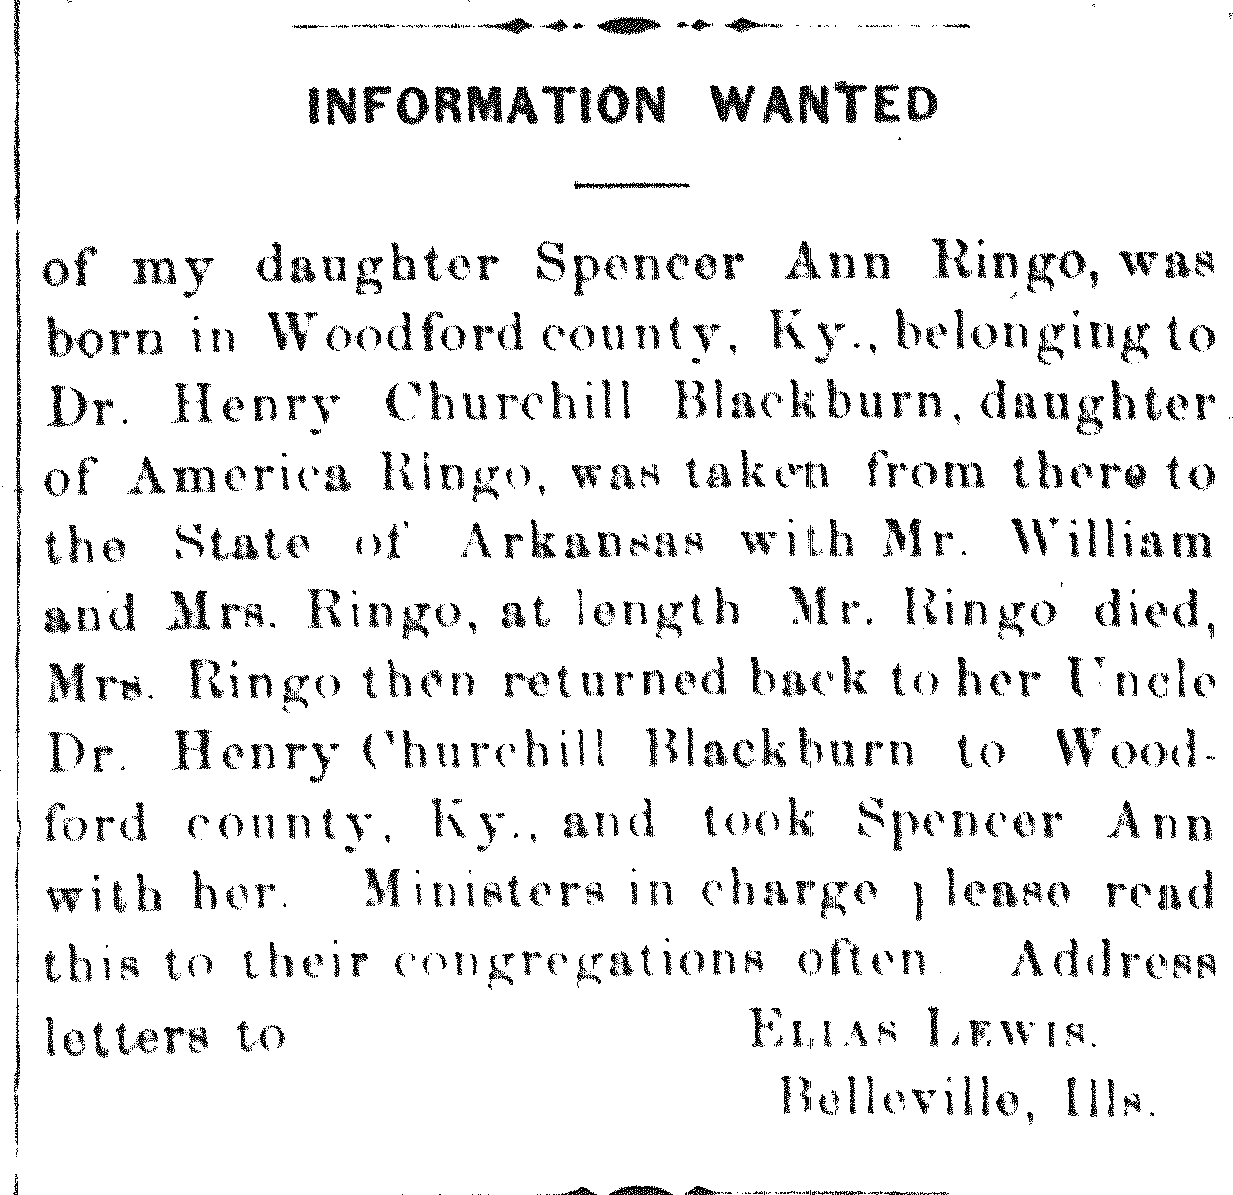 INFORMATION WANTED
of my daughter Spencer Ann Ringo, was
born in Woodford county, Ky., belonging to
Dr. Henry Churchill Blackburn, daughter
of America Ringo, was taken from there to
the State of Arkansas with Mr. William
and Mrs. Ringo, at length Mr. Ringo died,
Mrs. Ringo then returned back to her Uncle
Dr. Henry Churchill Blackburn to Wood-
ford county, Ky., and took Spencer Ann
with her. Ministers in charge please read
this to their congregations often. Address
letters to ELIAS LEWIS.
Belleville, Ills.